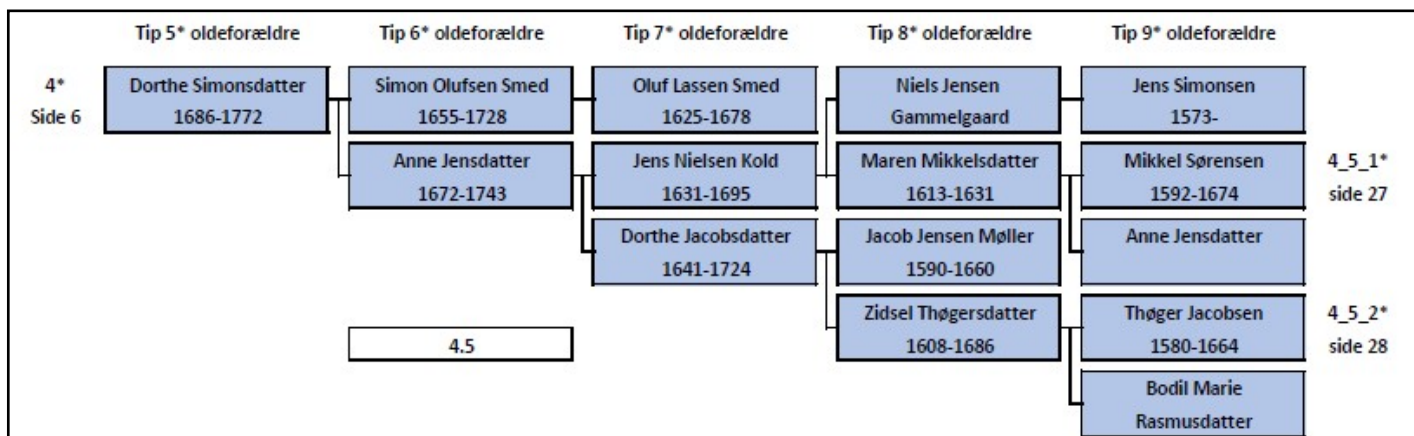 Tip 5* oldeforældre Tip 6* oldeforældre Tip 7* oldeforældre Tip 8* oldeforældre Tip 9* oldeforældre
4* Dorthe Simonsdatter Simon Olufsen Smed Oluf Lassen Smed Niels Jensen Jens Simonsen
Side 6 1686-1772 1655-1728 1625-1678 Gammelgaard 1573-
Anne Jensdatter Jens Nielsen Kold Maren Mikkelsdatter Mikkel Sørensen 4_5_1*
1672-1743 1631-1695 1613-1631 1592-1674 side 27
Dorthe Jacobsdatter Jacob Jensen Møller Anne Jensdatter
1641-1724 1590-1660
Zidsel Thøgersdatter Thøger Jacobsen 4_5_2*
4.5 1608-1686 1580-1664 side 28
Bodil Marie
Rasmusdatter